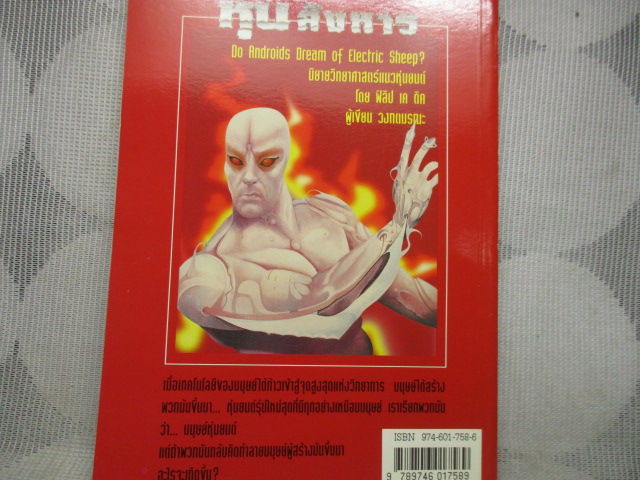 หุ่นสังหาร
Do Androids Dream of Electric Sheep?
นิยายวิทยาศาสตร์แนวหุ่นยนต์
โดย ฟิลิป เค ดิก
ผู้เขียน วงกตมรณะ
เมื่อเทคโนโลยีของมนุษย์ได้ก้าวเข้าสู่จุดสูงสุดแห่งวิทยาการ มนุษย์ได้สร้าง
พวกมันขึ้นมา... หุ่นยนต์รุ่นใหม่สุดที่มีทุกอย่างเหมือนมนุษย์ เราเรียกพวกมัน
ว่า... มนุษย์หุ่นยนต์
แต่ถ้าพวกมันกลับคิดทำลายมนุษย์ผู้สร้างมันขึ้นมา
อะไรจะเกิดขึ้น?
ISBN 974-601-758-6
9 789746 017589